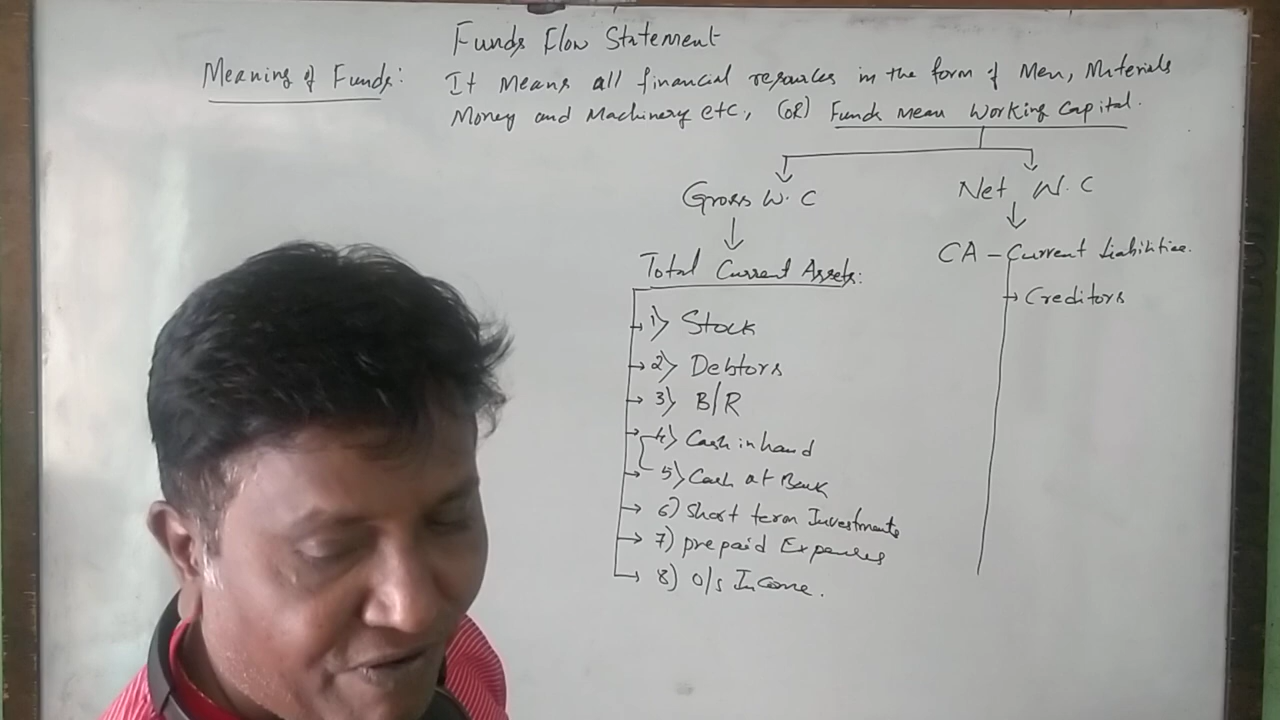 Funds Flow Statement
Meaning of Funds: It Means all financial resources in the form of Men, Materials
Money and Machinery etc, (OR) Funds mean Working Capital.
Gross W.C
Net W.C
Total Current Assets:
CA - Current Liabilities.
→ Creditors
1) Stock
2) Debtors
3) B/R
4) Cash in hand
5) Cash at Bank
6) Short term Investments
7) prepaid Expenses
8) O/s Income.